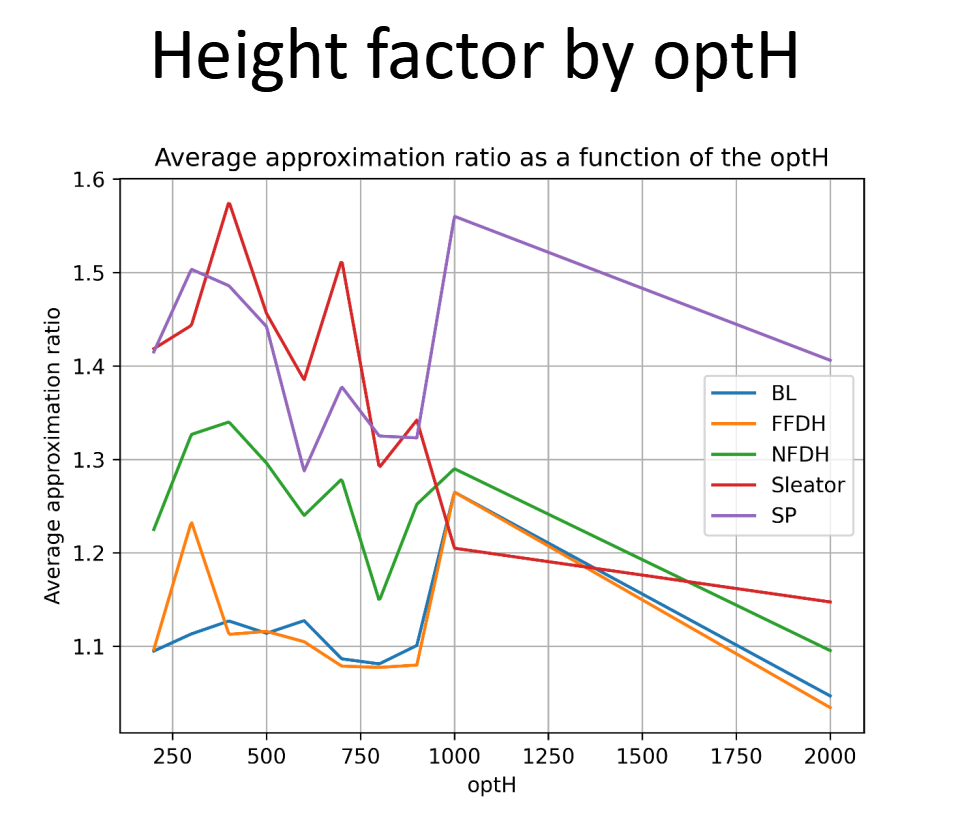 Height factor by optH
Average approximation ratio as a function of the optH
Average approximation ratio
1.6
1.5
1.4
1.3
1.2
1.1
BL
FFDH
NFDH
Sleator
SP
250 500 750 1000 1250 1500 1750 2000
optH